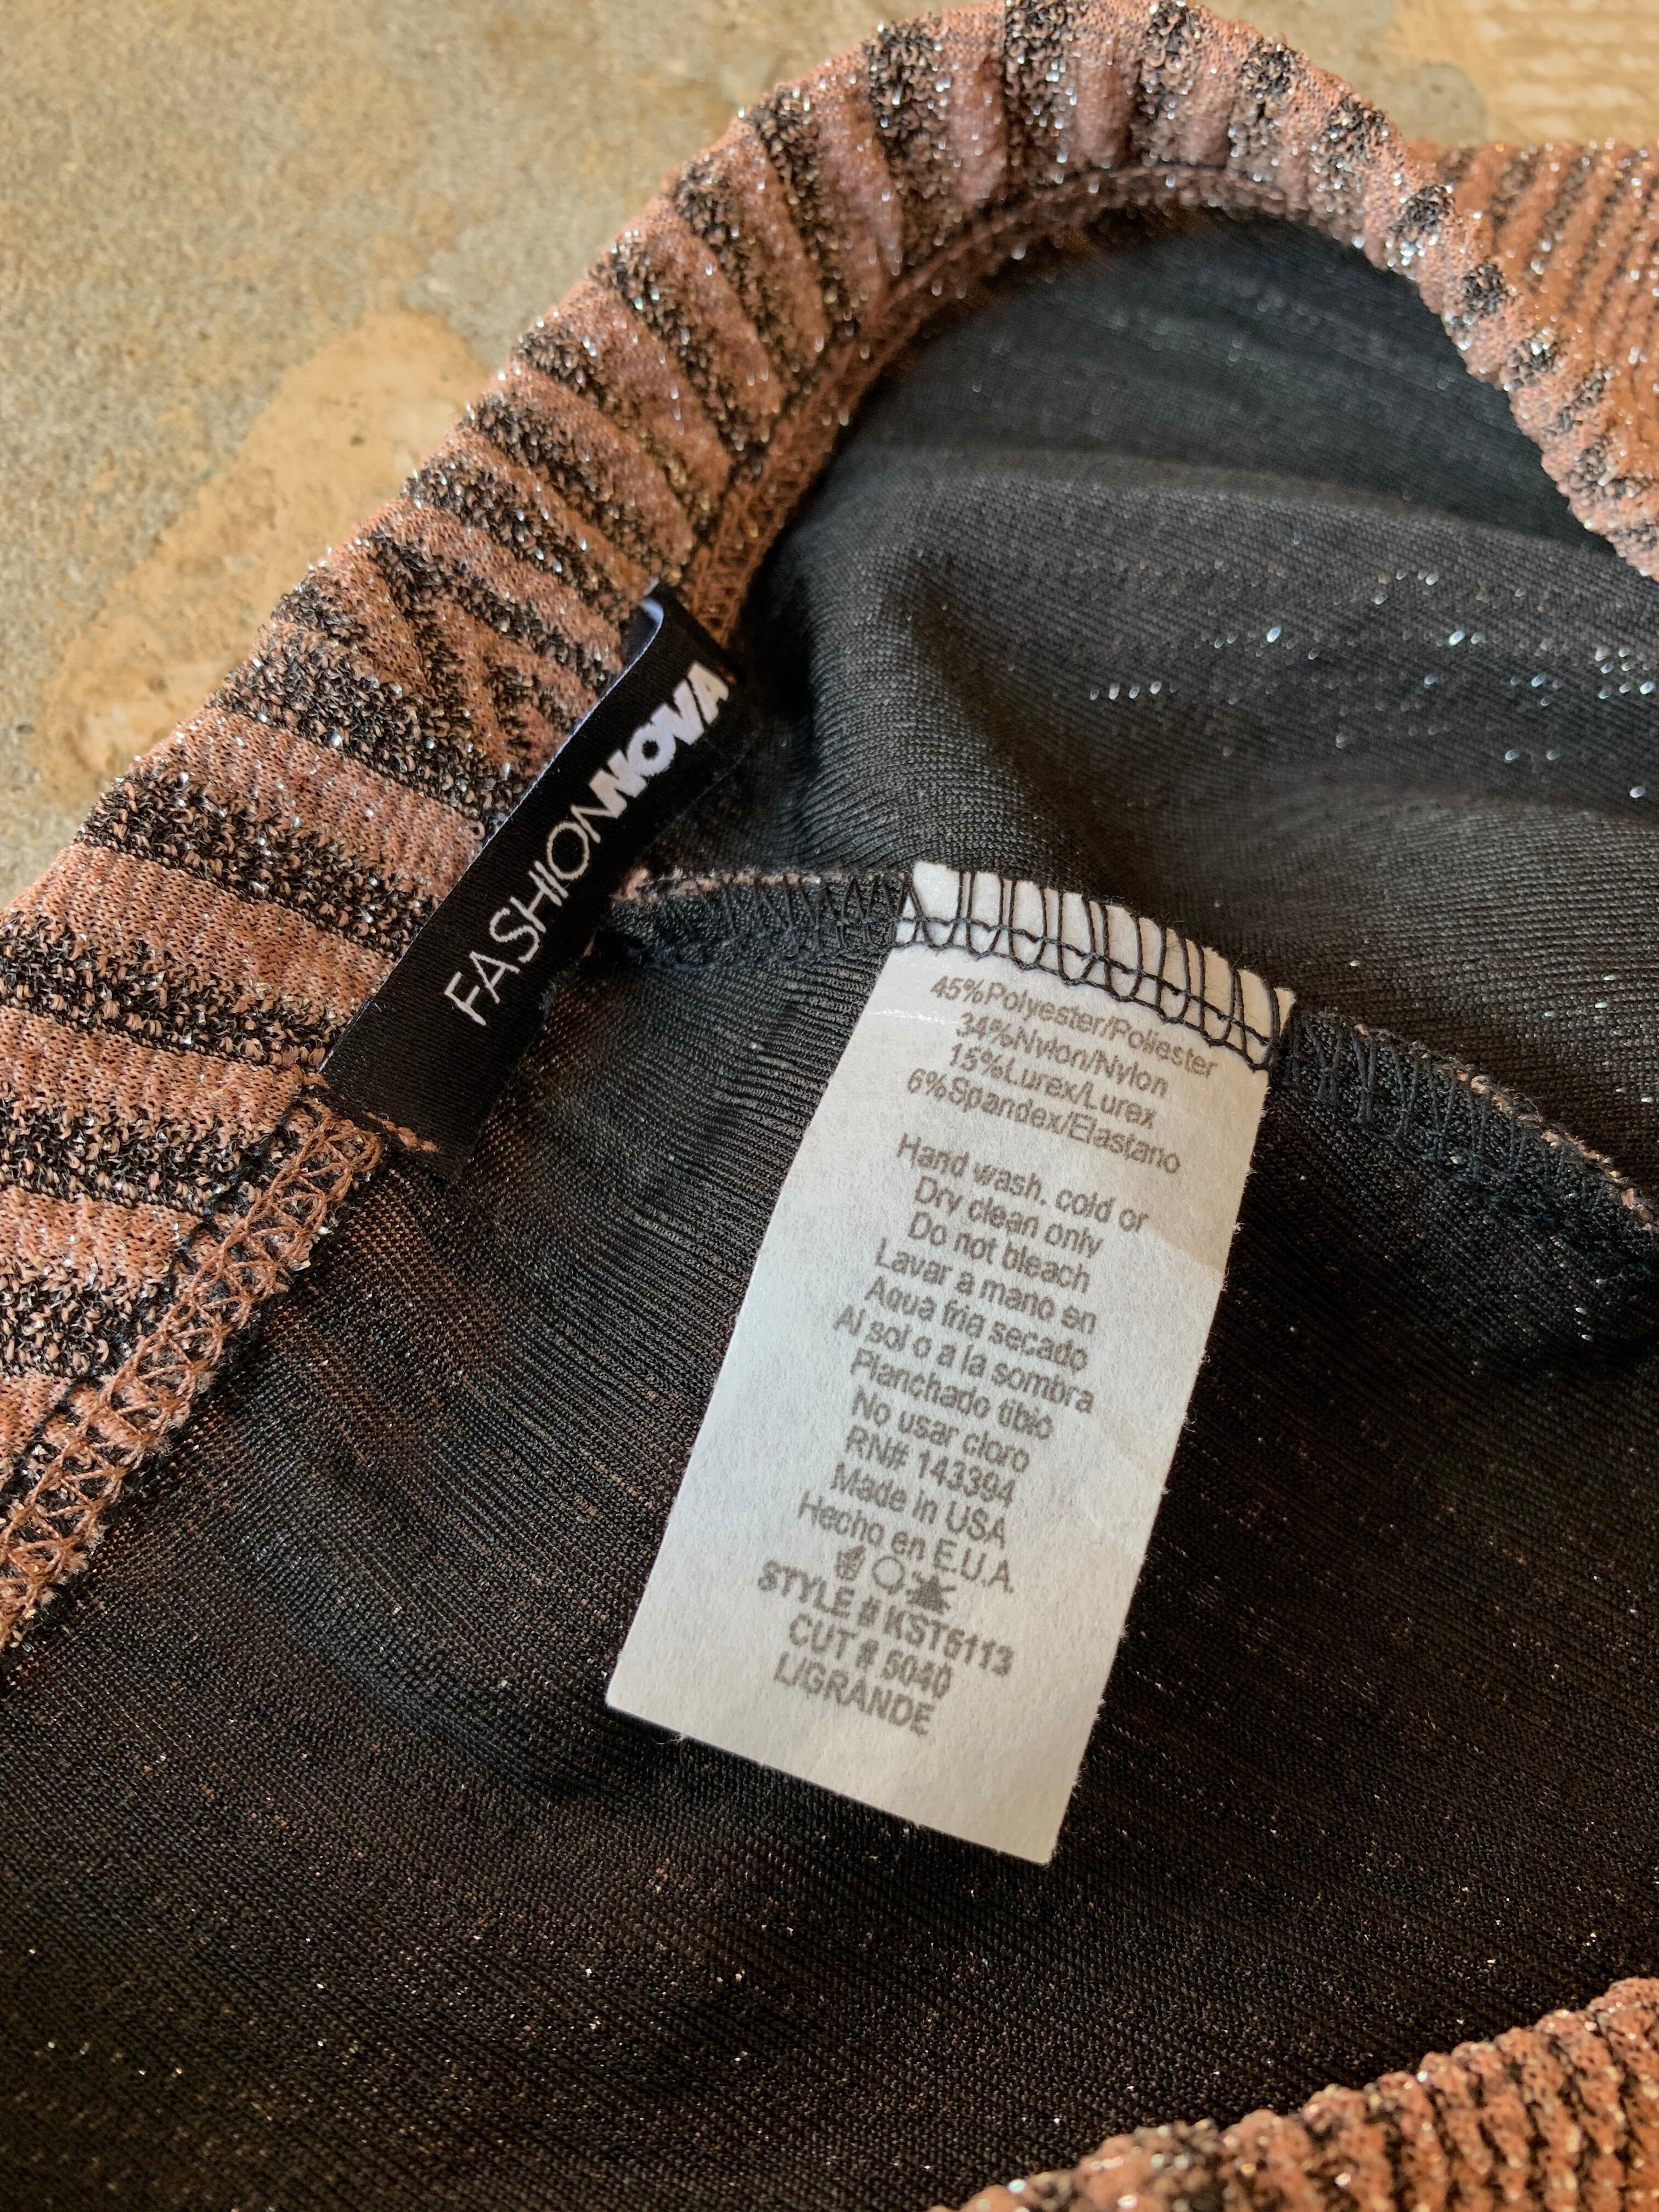 FASHIONNOVA
45%Polyester/Poliester
34%Nylon/Nylon
15%Lurex/Lurex
6%Spandex/Elastano
Hand wash. cold or
Dry clean only
Do not bleach
Lavar a mano en
Aqua fria secado
Al sol o a la sombra
Planchado tibio
No usar cloro
RN# 143394
Made in USA
Hecho en E.U.A.
STYLE # KST6113
CUT # 5040
L/GRANDE